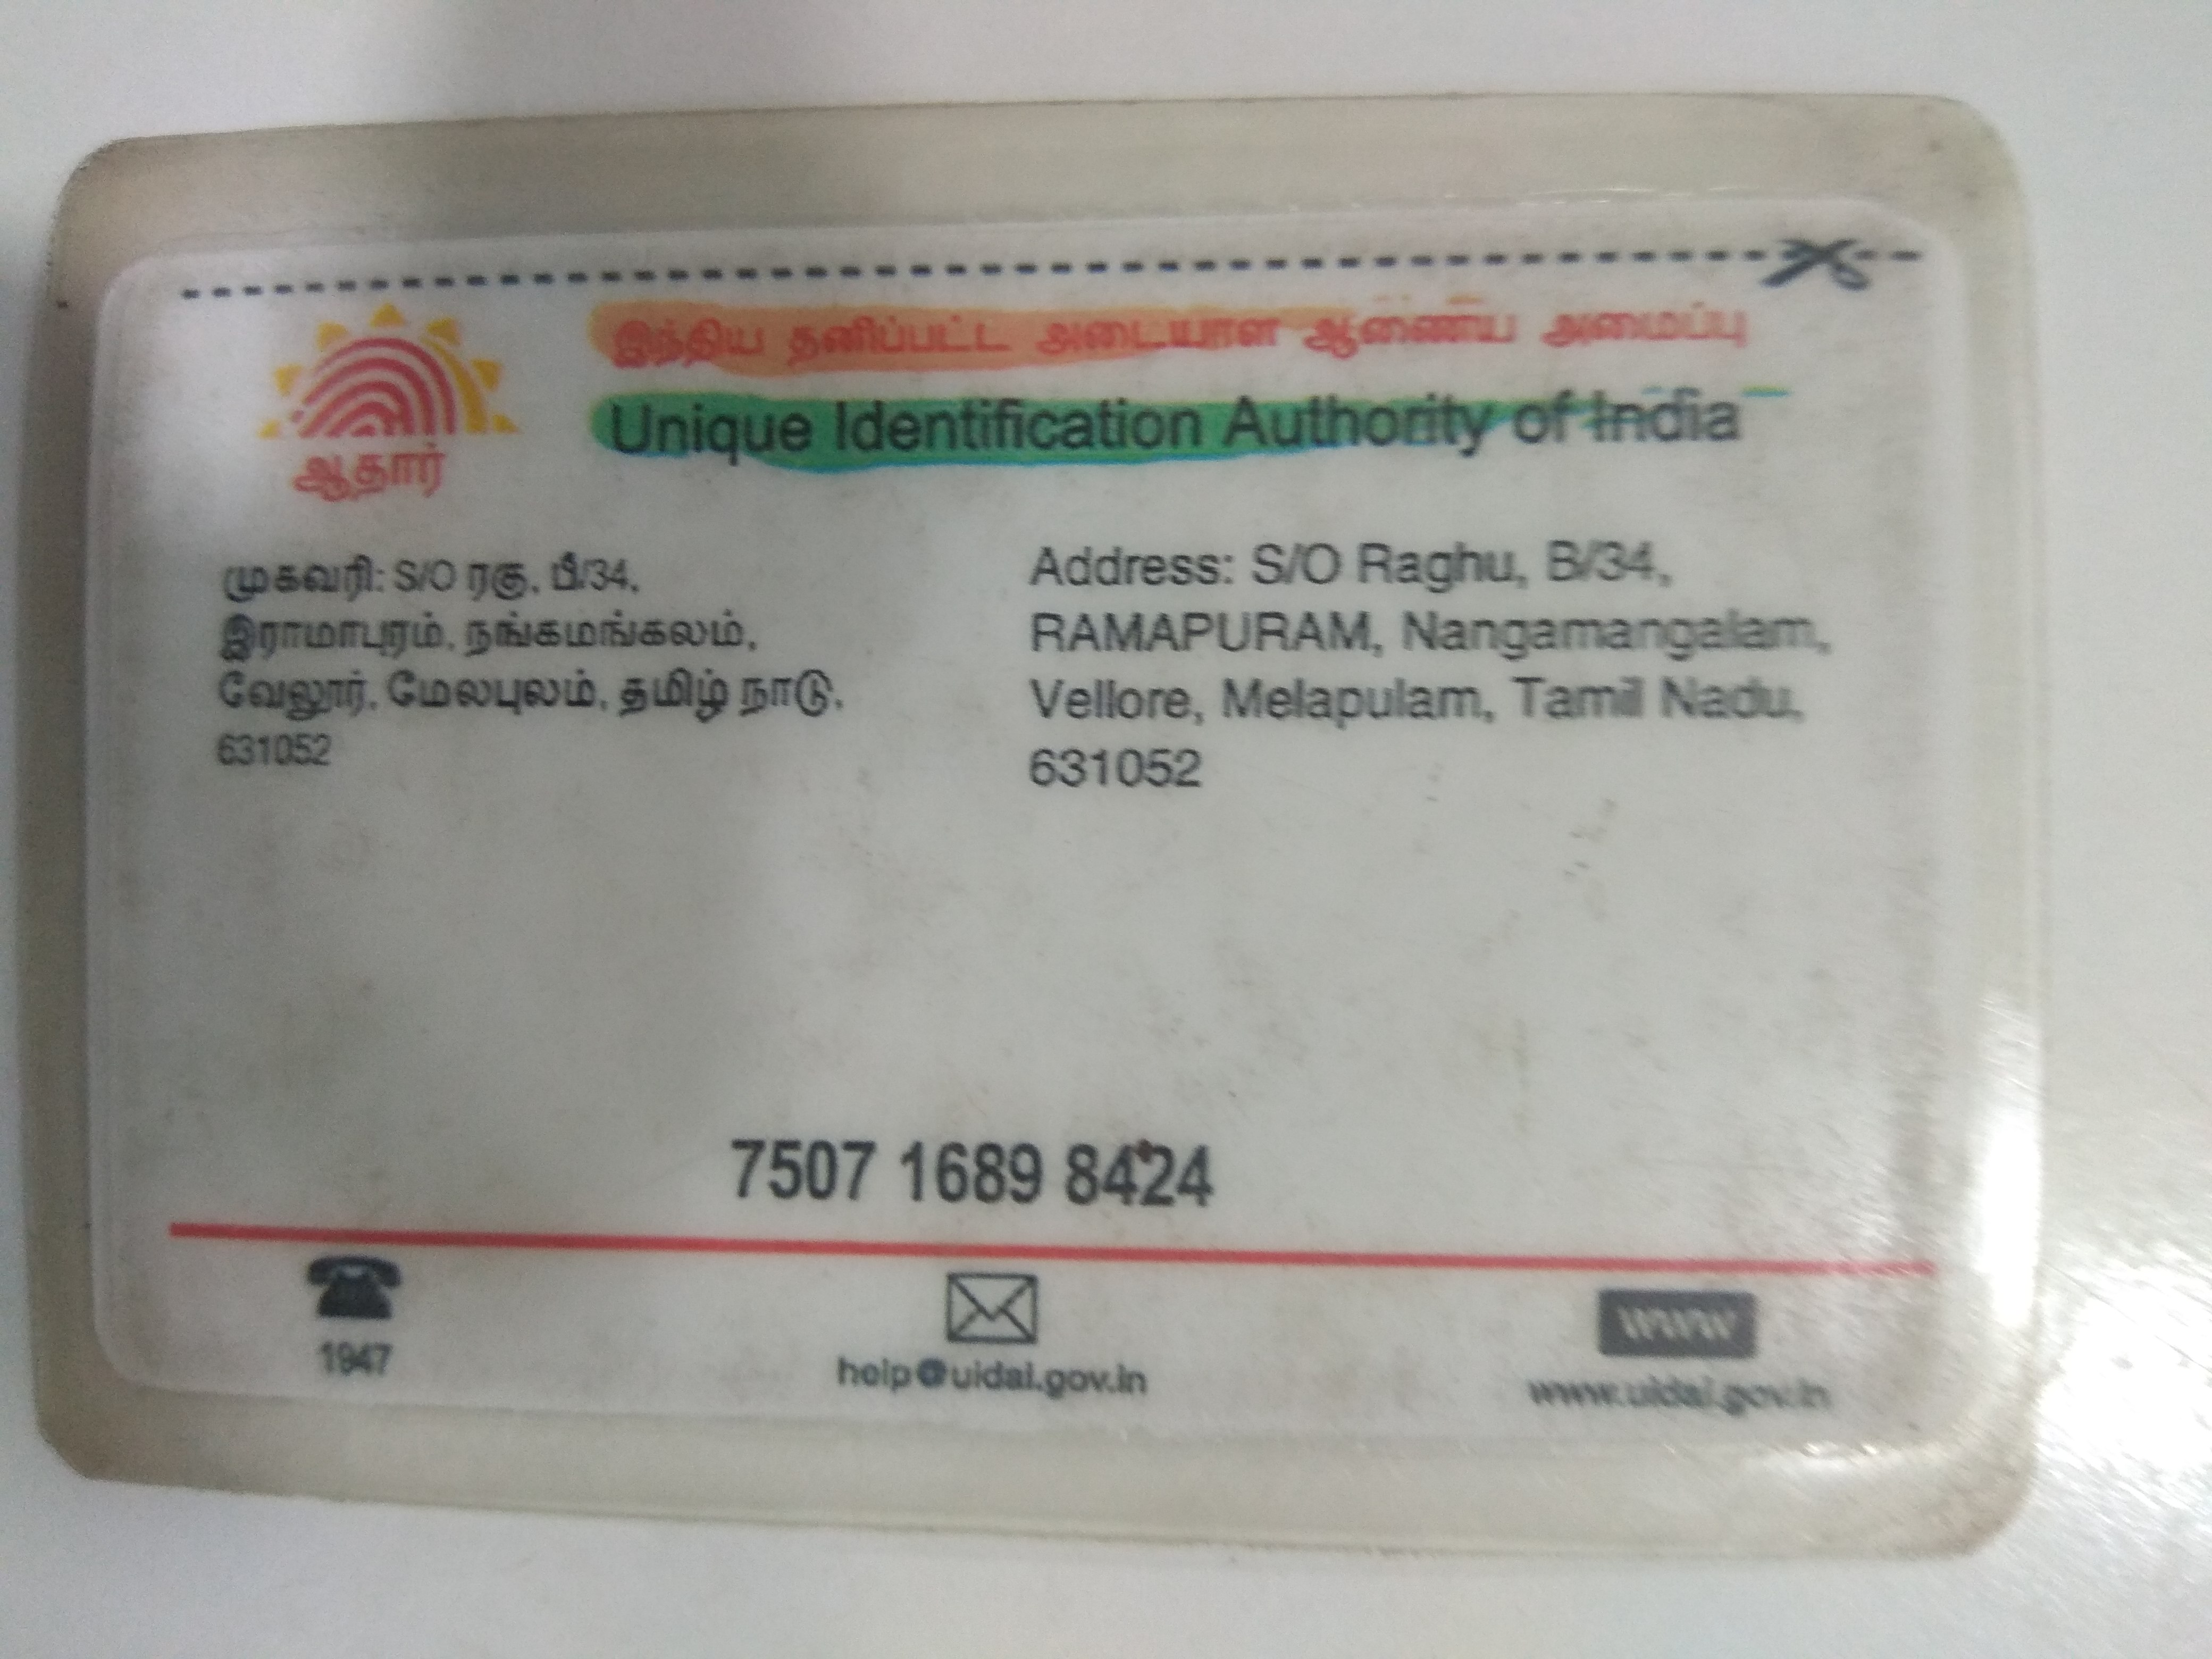 இந்திய தனிப்பட்ட அடையாள ஆணைய அமைப்பு
Unique Identification Authority of India
ஆதார்
முகவரி: S/O ரகு, பி/34,
இராமாபுரம், நங்கமங்கலம்,
வேலூர், மேலபுலம், தமிழ் நாடு,
631052
Address: S/O Raghu, B/34,
RAMAPURAM, Nangamangalam,
Vellore, Melapulam, Tamil Nadu,
631052
7507 1689 8424
1947
help@uidai.gov.in
www
www.uidai.gov.in